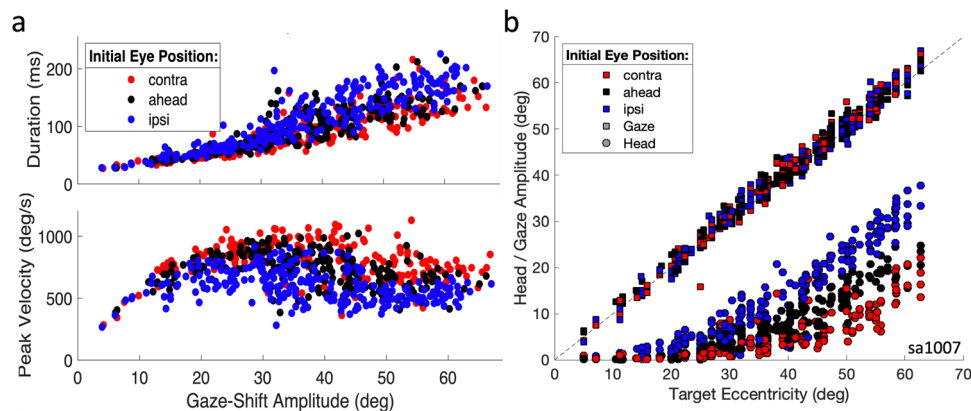 a
Duration (ms)
200
100
0
Initial Eye Position:
contra
ahead
ipsi
Peak Velocity (deg/s)
1000
500
0
0 10 20 30 40 50 60
Gaze-Shift Amplitude (deg)
b
Head / Gaze Amplitude (deg)
70
60
50
40
30
20
10
0
Initial Eye Position:
contra
ahead
ipsi
Gaze
Head
sa1007
0 10 20 30 40 50 60 70
Target Eccentricity (deg)